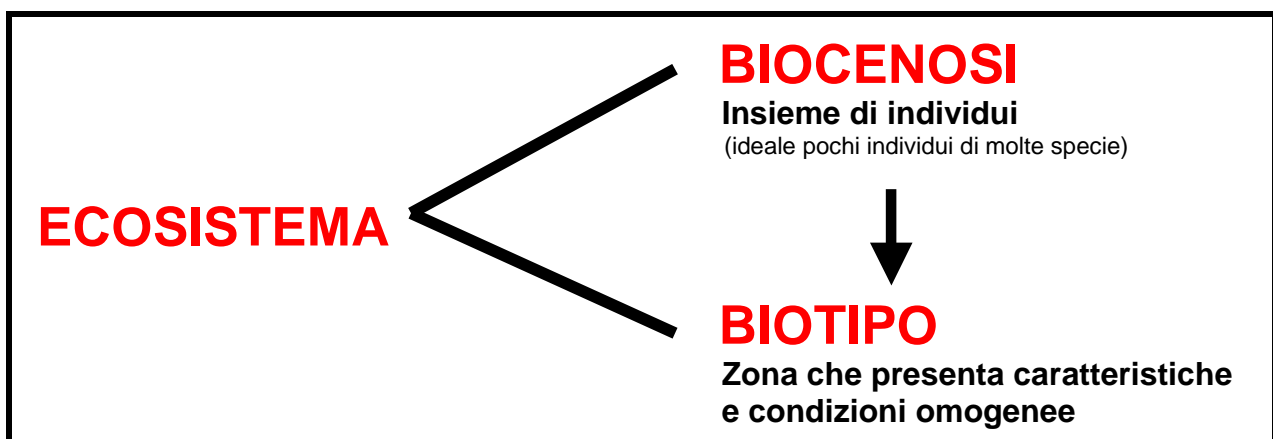 BIOCENOSI
Insieme di individui
(ideale pochi individui di molte specie)
ECOSISTEMA
BIOTIPO
Zona che presenta caratteristiche
e condizioni omogenee